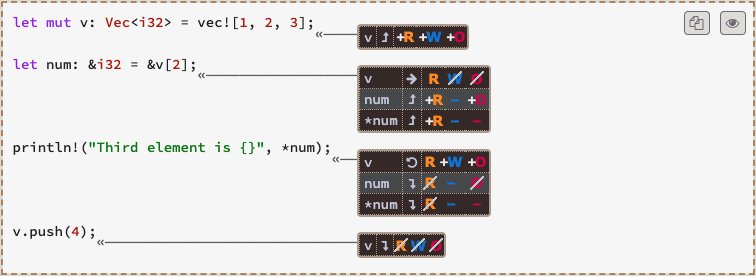 let mut v: Vec<i32> = vec![1, 2, 3];
« v ⮥ +R +W +O
let num: &i32 = &v[2];
« v → R W O
num ⮥ +R - +O
*num ⮥ +R - -
println!("Third element is {}", *num);
« v ↺ R +W +O
num ⮧ R - O
*num ⮧ R - -
v.push(4);
« v ⮧ R W O